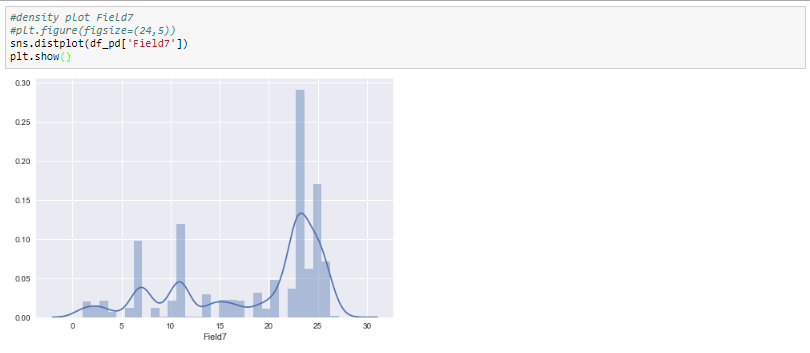 #density plot Field7
#plt.figure(figsize=(24,5))
sns.distplot(df_pd['Field7'])
plt.show()
0.30
0.25
0.20
0.15
0.10
0.05
0.00
0 5 10 15 20 25 30
Field7